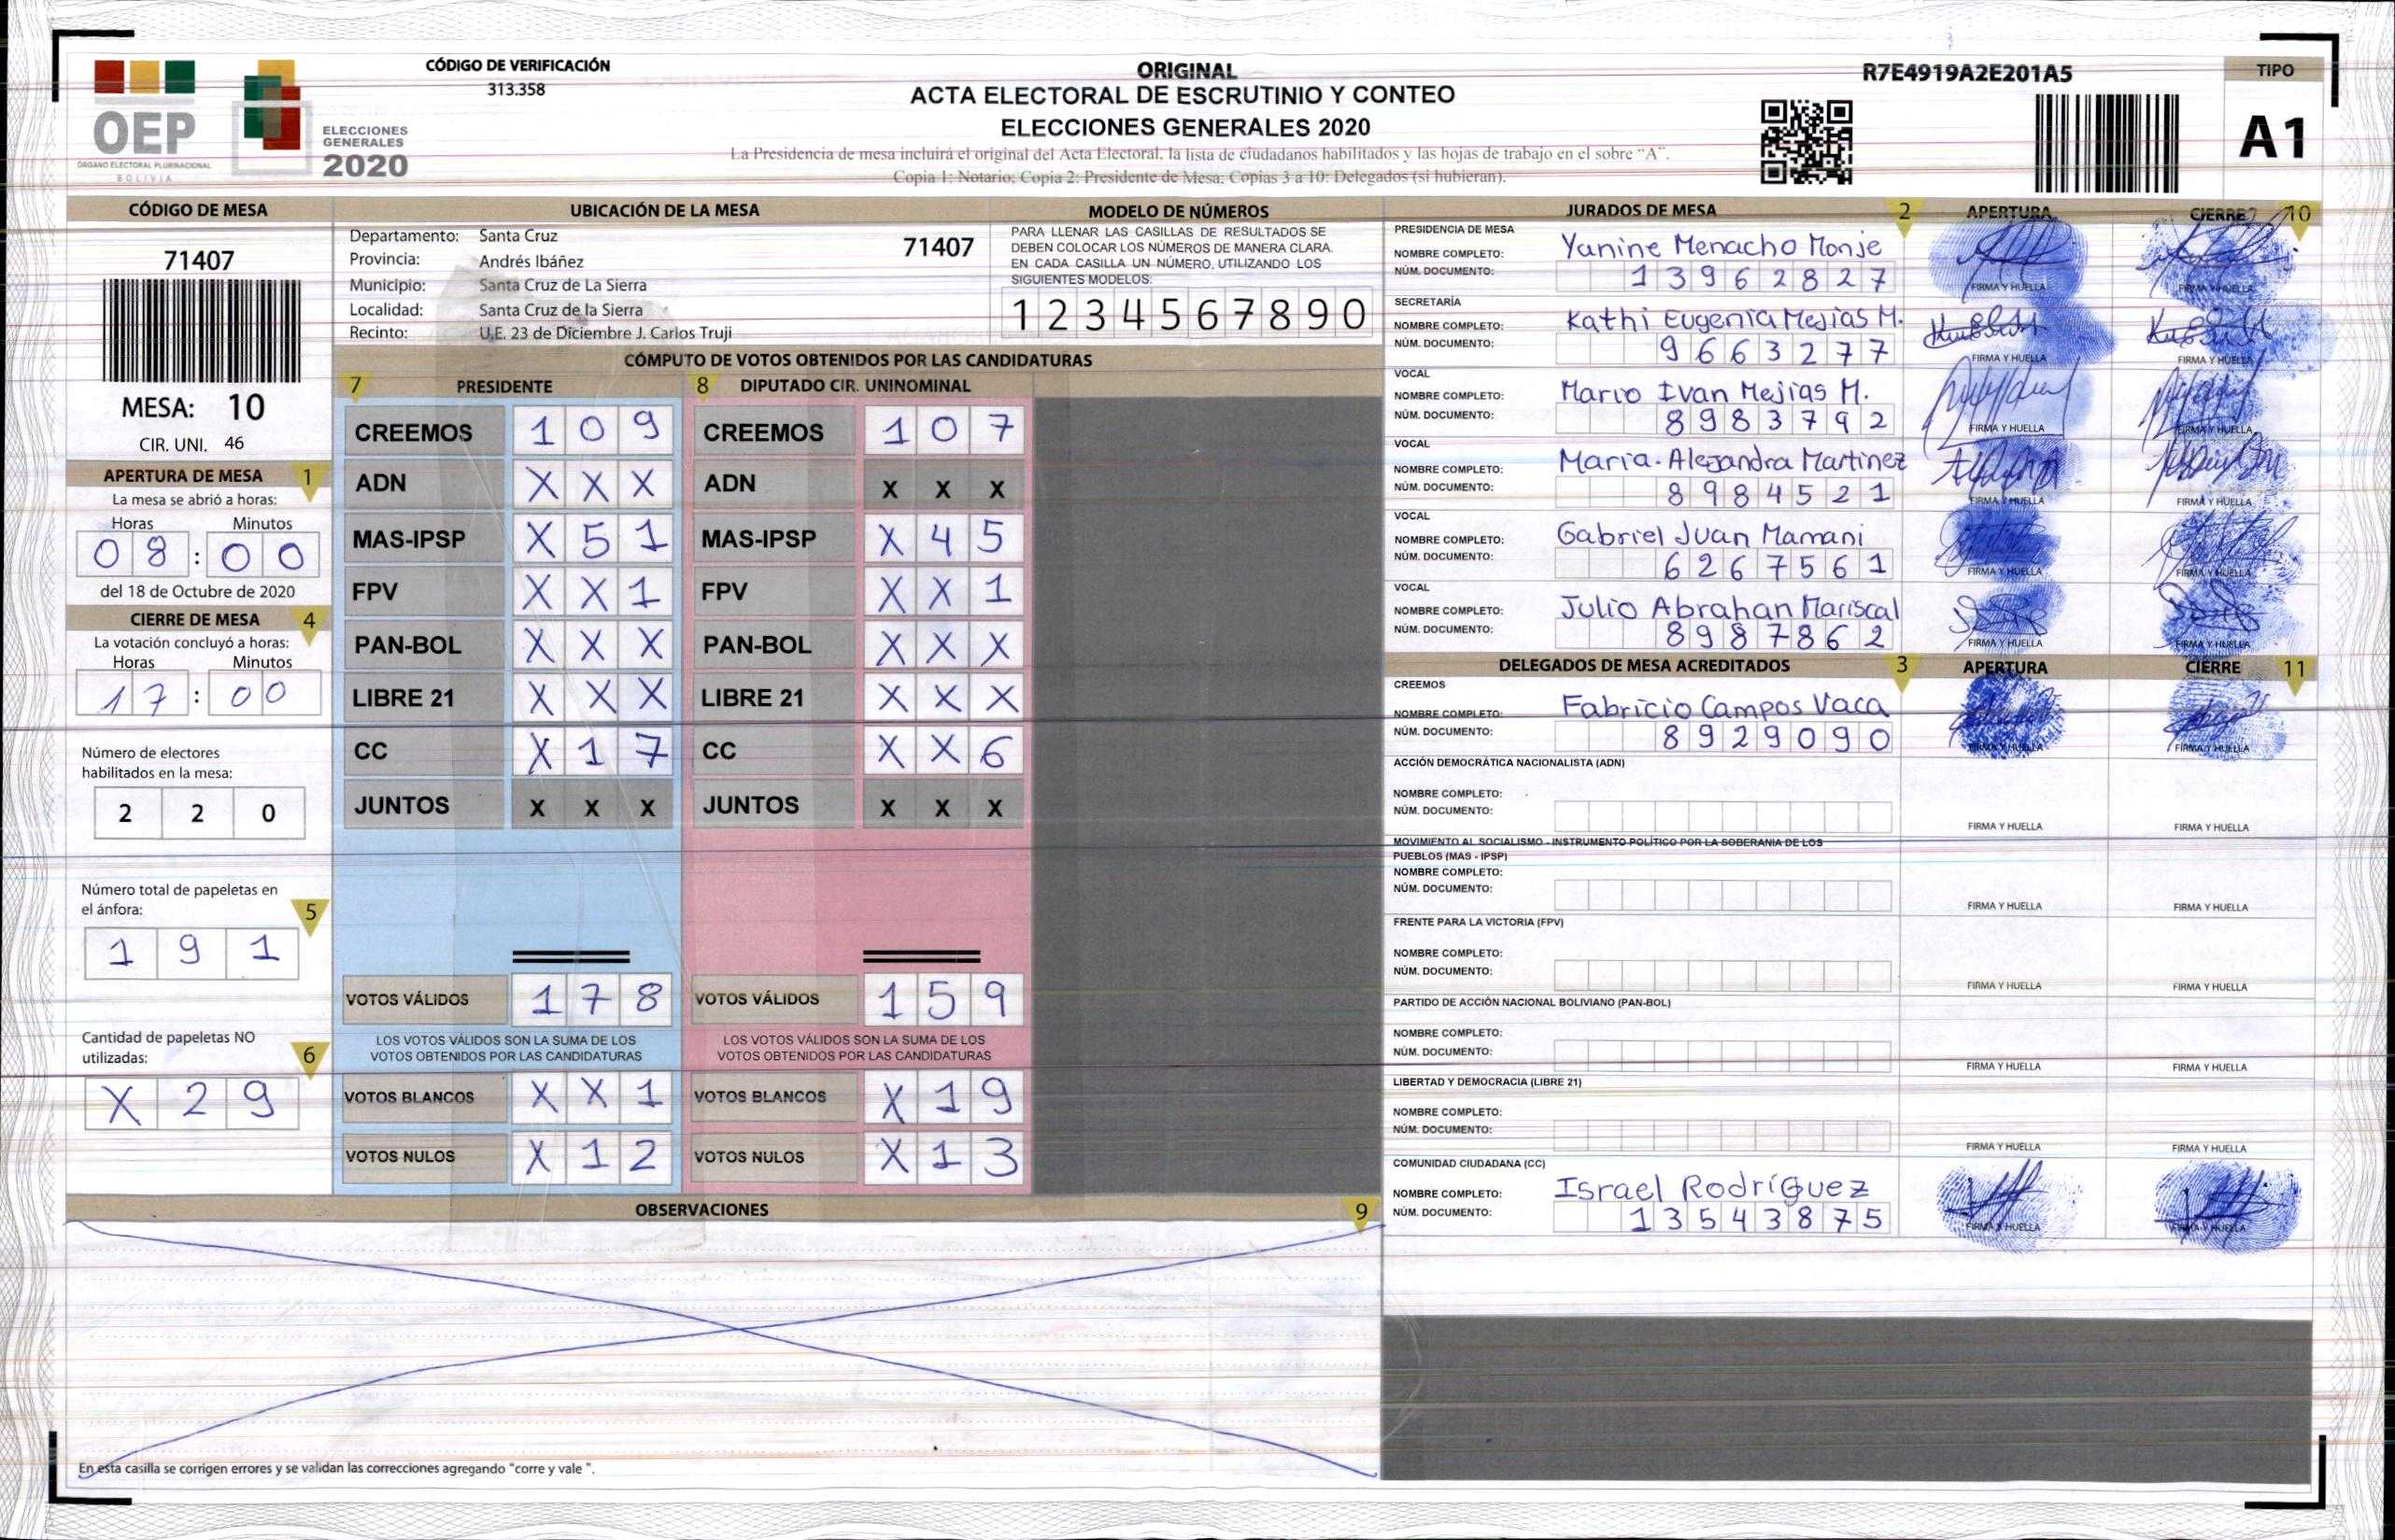 CÓDIGO DE VERIFICACIÓN
313.358
OEP
ÓRGANO ELECTORAL PLURINACIONAL
BOLIVIA
ELECCIONES
GENERALES
2020
ORIGINAL
ACTA ELECTORAL DE ESCRUTINIO Y CONTEO
ELECCIONES GENERALES 2020
La Presidencia de mesa incluirá el original del Acta Electoral, la lista de ciudadanos habilitados y las hojas de trabajo en el sobre "A".
Copia 1: Notario; Copia 2: Presidente de Mesa; Copias 3 a 10: Delegados (si hubieran).
R7E4919A2E201A5
TIPO
A1
CÓDIGO DE MESA
71407
MESA: 10
CIR. UNI. 46
APERTURA DE MESA 1
La mesa se abrió a horas:
Horas Minutos
08:00
del 18 de Octubre de 2020
CIERRE DE MESA 4
La votación concluyó a horas:
Horas Minutos
17:00
Número de electores
habilitados en la mesa:
2 2 0
Número total de papeletas en
el ánfora:
5
1 9 1
Cantidad de papeletas NO
utilizadas:
6
X 2 9
UBICACIÓN DE LA MESA
Departamento: Santa Cruz
71407
Provincia: Andrés Ibáñez
Municipio: Santa Cruz de La Sierra
Localidad: Santa Cruz de la Sierra
Recinto: U.E. 23 de Diciembre J. Carlos Truji
MODELO DE NÚMEROS
PARA LLENAR LAS CASILLAS DE RESULTADOS SE
DEBEN COLOCAR LOS NÚMEROS DE MANERA CLARA.
EN CADA CASILLA UN NÚMERO, UTILIZANDO LOS
SIGUIENTES MODELOS:
1 2 3 4 5 6 7 8 9 0
CÓMPUTO DE VOTOS OBTENIDOS POR LAS CANDIDATURAS
7 PRESIDENTE 8 DIPUTADO CIR. UNINOMINAL
CREEMOS 1 0 9 CREEMOS 1 0 7
ADN X X X ADN X X X
MAS-IPSP X 5 1 MAS-IPSP X 4 5
FPV X X 1 FPV X X 1
PAN-BOL X X X PAN-BOL X X X
LIBRE 21 X X X LIBRE 21 X X X
CC X 1 7 CC X X 6
JUNTOS X X X JUNTOS X X X
VOTOS VÁLIDOS 1 7 8 VOTOS VÁLIDOS 1 5 9
LOS VOTOS VÁLIDOS SON LA SUMA DE LOS LOS VOTOS VÁLIDOS SON LA SUMA DE LOS
VOTOS OBTENIDOS POR LAS CANDIDATURAS VOTOS OBTENIDOS POR LAS CANDIDATURAS
VOTOS BLANCOS X X 1 VOTOS BLANCOS X 1 9
VOTOS NULOS X 1 2 VOTOS NULOS X 1 3
OBSERVACIONES 9
En esta casilla se corrigen errores y se validan las correcciones agregando "corre y vale ".
JURADOS DE MESA 2 APERTURA CIERRE 10
PRESIDENCIA DE MESA
NOMBRE COMPLETO: Yanine Menacho Monje
NÚM. DOCUMENTO: 13962827
FIRMA Y HUELLA FIRMA Y HUELLA
SECRETARÍA
NOMBRE COMPLETO: Kathi Eugenia Mejias M.
NÚM. DOCUMENTO: 9663277
FIRMA Y HUELLA FIRMA Y HUELLA
VOCAL
NOMBRE COMPLETO: Mario Ivan Mejias M.
NÚM. DOCUMENTO: 8983792
FIRMA Y HUELLA FIRMA Y HUELLA
VOCAL
NOMBRE COMPLETO: Maria Alejandra Martinez
NÚM. DOCUMENTO: 8984521
FIRMA Y HUELLA FIRMA Y HUELLA
VOCAL
NOMBRE COMPLETO: Gabriel Juan Mamani
NÚM. DOCUMENTO: 6267561
FIRMA Y HUELLA FIRMA Y HUELLA
VOCAL
NOMBRE COMPLETO: Julio Abrahan Mariscal
NÚM. DOCUMENTO: 8987862
FIRMA Y HUELLA FIRMA Y HUELLA
DELEGADOS DE MESA ACREDITADOS 3 APERTURA CIERRE 11
CREEMOS
NOMBRE COMPLETO: Fabricio Campos Vaca
NÚM. DOCUMENTO: 8929090
FIRMA Y HUELLA FIRMA Y HUELLA
ACCIÓN DEMOCRÁTICA NACIONALISTA (ADN)
NOMBRE COMPLETO:
NÚM. DOCUMENTO:
FIRMA Y HUELLA FIRMA Y HUELLA
MOVIMIENTO AL SOCIALISMO - INSTRUMENTO POLÍTICO POR LA SOBERANIA DE LOS
PUEBLOS (MAS - IPSP)
NOMBRE COMPLETO:
NÚM. DOCUMENTO:
FIRMA Y HUELLA FIRMA Y HUELLA
FRENTE PARA LA VICTORIA (FPV)
NOMBRE COMPLETO:
NÚM. DOCUMENTO:
FIRMA Y HUELLA FIRMA Y HUELLA
PARTIDO DE ACCIÓN NACIONAL BOLIVIANO (PAN-BOL)
NOMBRE COMPLETO:
NÚM. DOCUMENTO:
FIRMA Y HUELLA FIRMA Y HUELLA
LIBERTAD Y DEMOCRACIA (LIBRE 21)
NOMBRE COMPLETO:
NÚM. DOCUMENTO:
FIRMA Y HUELLA FIRMA Y HUELLA
COMUNIDAD CIUDADANA (CC)
NOMBRE COMPLETO: Israel Rodríguez
NÚM. DOCUMENTO: 13543875
FIRMA Y HUELLA FIRMA Y HUELLA